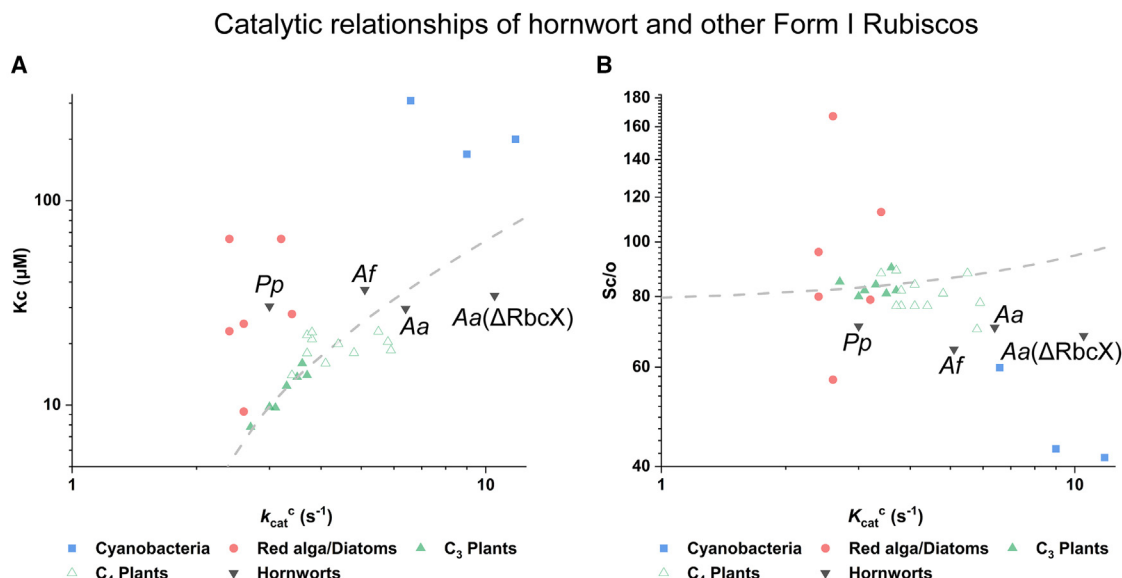 Catalytic relationships of hornwort and other Form I Rubiscos
A
Kc (µM)
100
10
1
10
Pp
Af
Aa
Aa(ΔRbcX)
kcatᶜ (s⁻¹)
Cyanobacteria
Red alga/Diatoms
C₃ Plants
C₄ Plants
Hornworts
B
Sc/o
180
160
140
120
100
80
60
40
1
10
Pp
Af
Aa
Aa(ΔRbcX)
Kcatᶜ (s⁻¹)
Cyanobacteria
Red alga/Diatoms
C₃ Plants
C₄ Plants
Hornworts